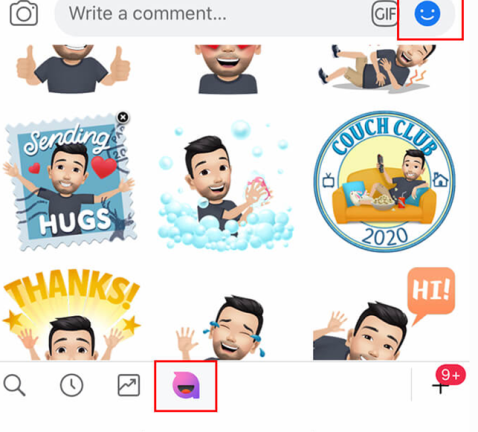 Write a comment...
GIF
Sending
HUGS
COUCH CLUB
2020
THANKS!
HI!
9+